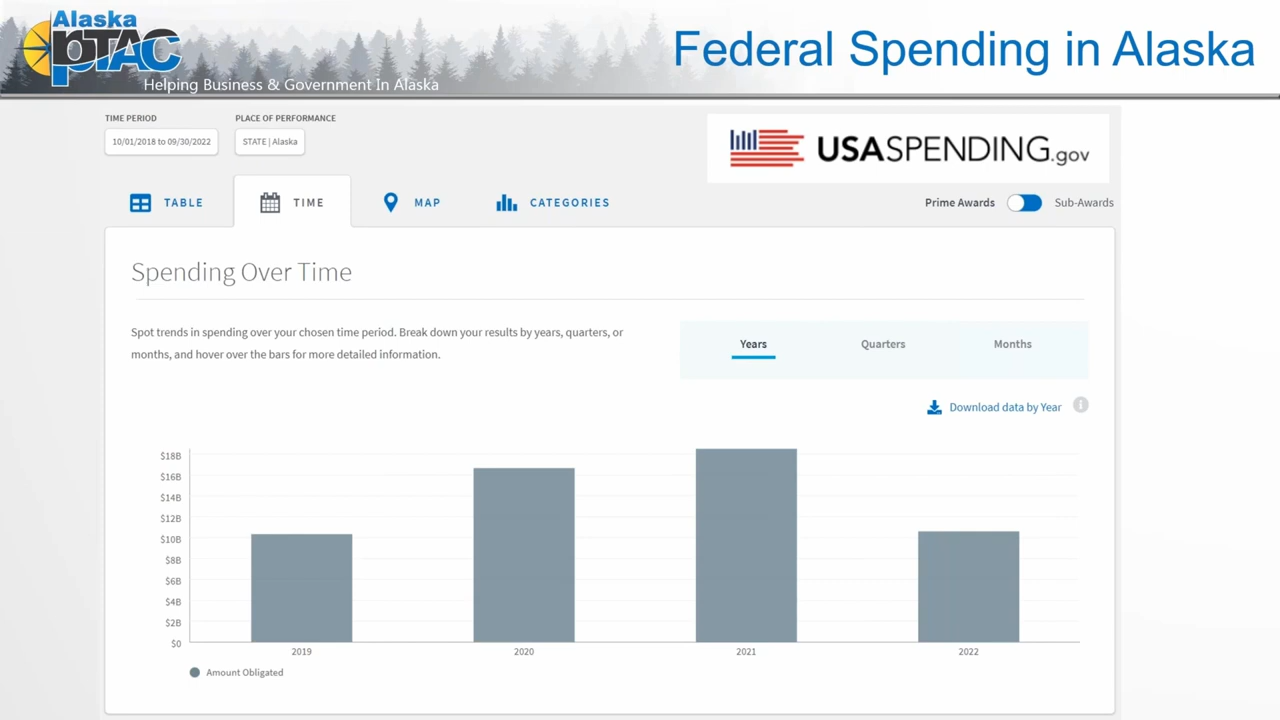 Alaska
PTAC
Helping Business & Government In Alaska
Federal Spending in Alaska
TIME PERIOD
PLACE OF PERFORMANCE
10/01/2018 to 09/30/2022
STATE | Alaska
USASPENDING.gov
TABLE
TIME
MAP
CATEGORIES
Prime Awards
Sub-Awards
Spending Over Time
Spot trends in spending over your chosen time period. Break down your results by years, quarters, or
months, and hover over the bars for more detailed information.
Years
Quarters
Months
Download data by Year
i
$18B
$16B
$14B
$12B
$10B
$8B
$6B
$4B
$2B
$0
2019
2020
2021
2022
Amount Obligated